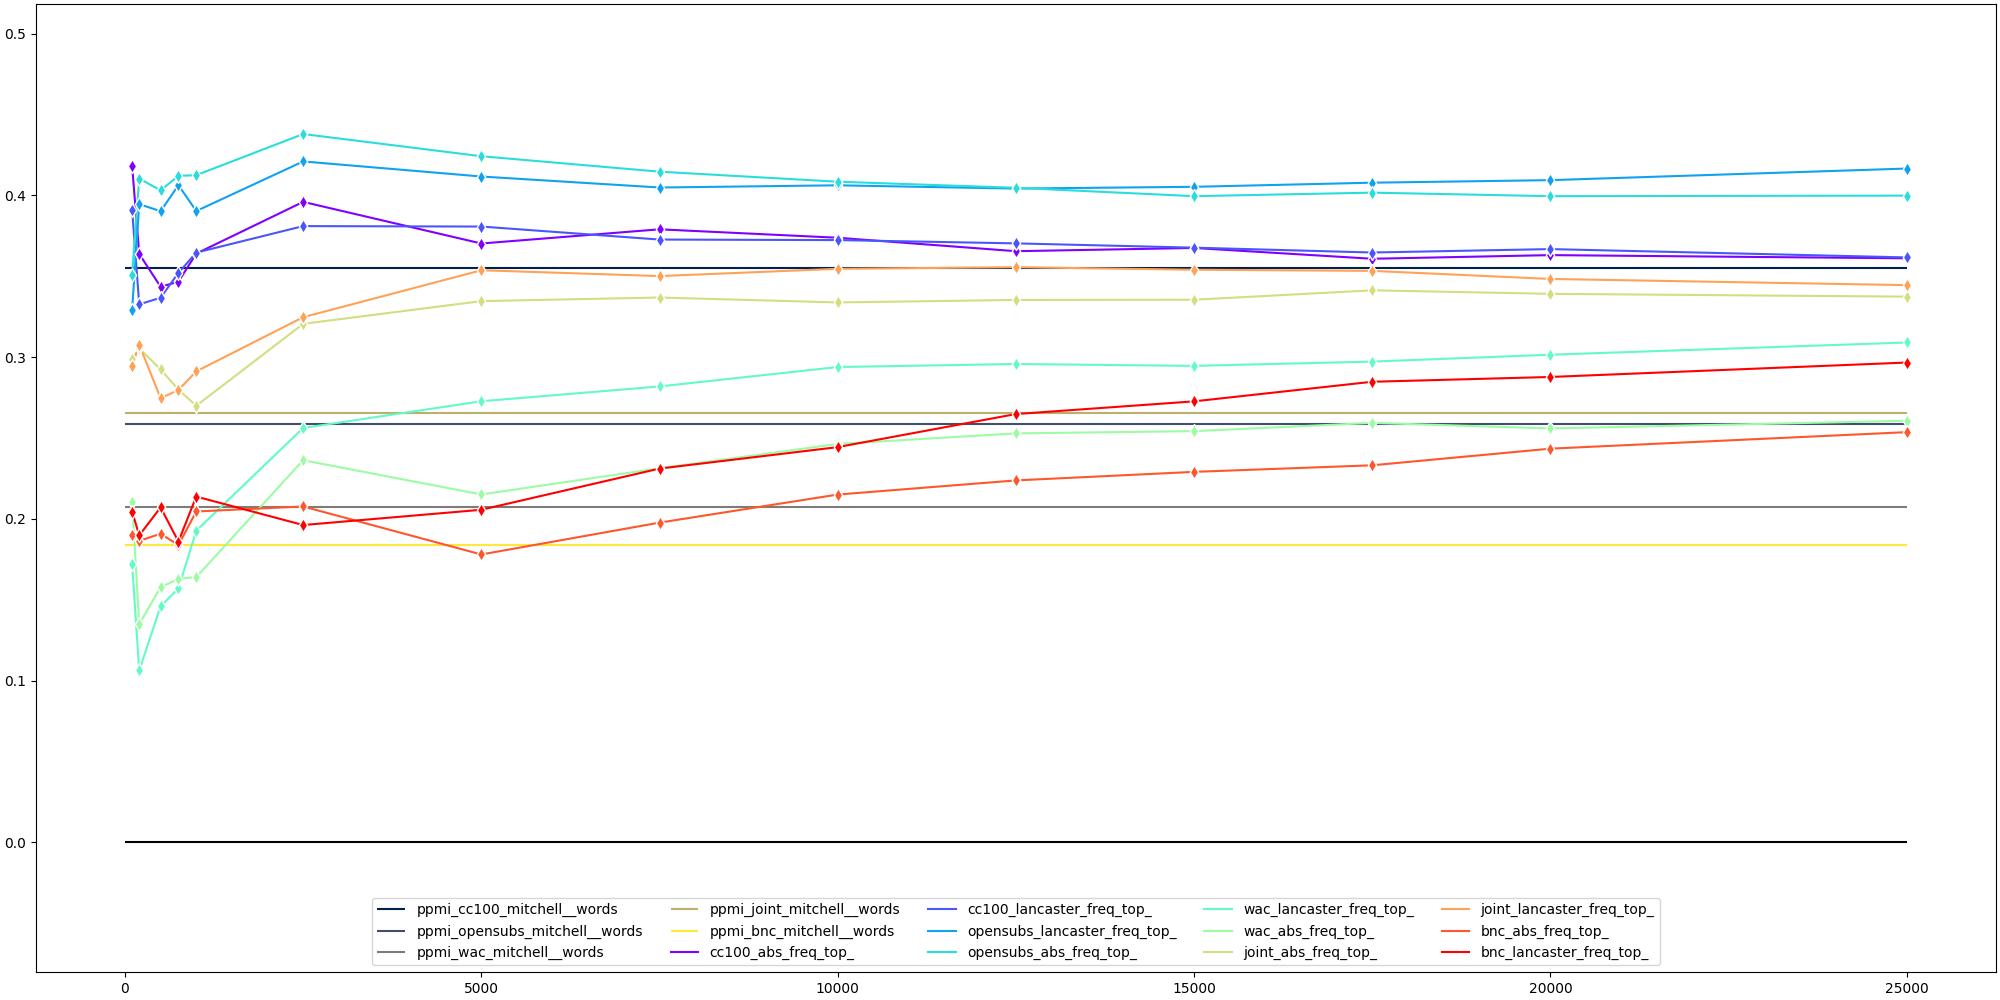 0.5
0.4
0.3
0.2
0.1
0.0
ppmi_cc100_mitchell__words ppmi_joint_mitchell__words cc100_lancaster_freq_top_ wac_lancaster_freq_top_ joint_lancaster_freq_top_
ppmi_opensubs_mitchell__words ppmi_bnc_mitchell__words opensubs_lancaster_freq_top_ wac_abs_freq_top_ bnc_abs_freq_top_
ppmi_wac_mitchell__words cc100_abs_freq_top_ opensubs_abs_freq_top_ joint_abs_freq_top_ bnc_lancaster_freq_top_
0 5000 10000 15000 20000 25000